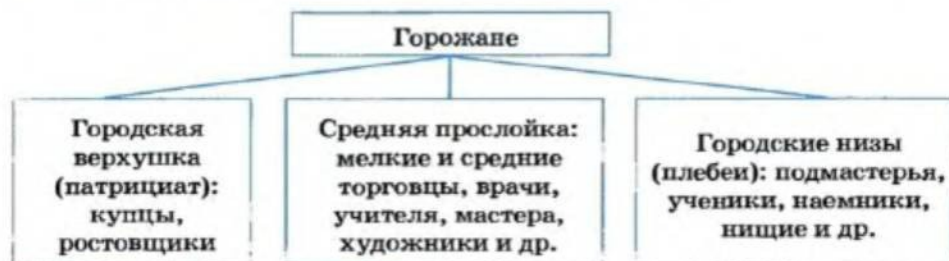 Горожане
Городская
верхушка
(патрициат):
купцы,
ростовщики
Средняя прослойка:
мелкие и средние
торговцы, врачи,
учителя, мастера,
художники и др.
Городские низы
(плебеи): подмастерья,
ученики, наемники,
нищие и др.